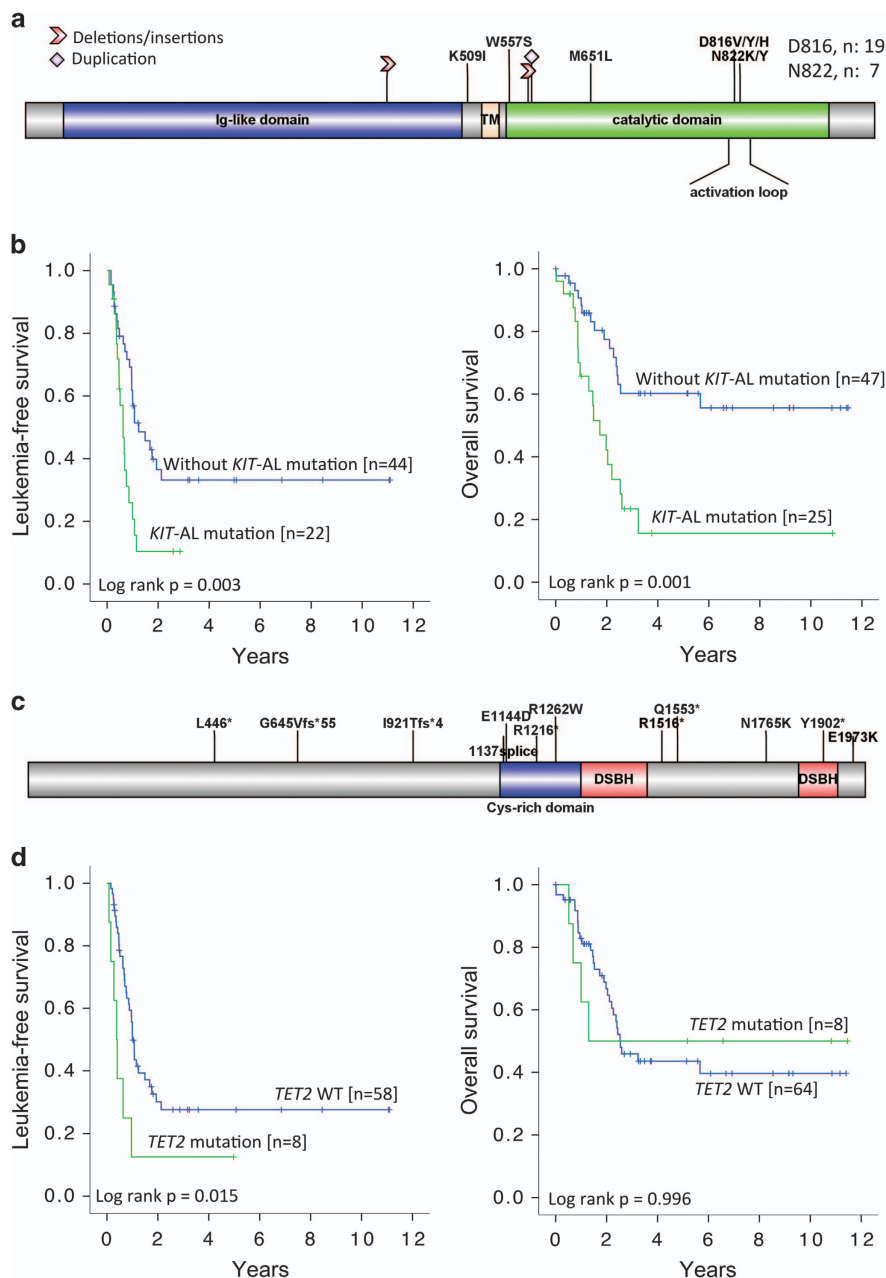 a
Deletions/insertions
Duplication
K509I
W557S
M651L
D816V/Y/H
N822K/Y
D816, n: 19
N822, n: 7
Ig-like domain
TM
catalytic domain
activation loop
b
Leukemia-free survival
1.0
0.8
0.6
0.4
0.2
0.0
Without KIT-AL mutation [n=44]
KIT-AL mutation [n=22]
Log rank p = 0.003
0 2 4 6 8 10 12
Years
Overall survival
1.0
0.8
0.6
0.4
0.2
0.0
Without KIT-AL mutation [n=47]
KIT-AL mutation [n=25]
Log rank p = 0.001
0 2 4 6 8 10 12
Years
c
L446*
G645Vfs*55
I921Tfs*4
E1144D
1137splice
R1216*
R1262W
Q1553*
R1516*
N1765K
Y1902*
E1973K
DSBH
DSBH
Cys-rich domain
d
Leukemia-free survival
1.0
0.8
0.6
0.4
0.2
0.0
TET2 WT [n=58]
TET2 mutation [n=8]
Log rank p = 0.015
0 2 4 6 8 10 12
Years
Overall survival
1.0
0.8
0.6
0.4
0.2
0.0
TET2 mutation [n=8]
TET2 WT [n=64]
Log rank p = 0.996
0 2 4 6 8 10 12
Years